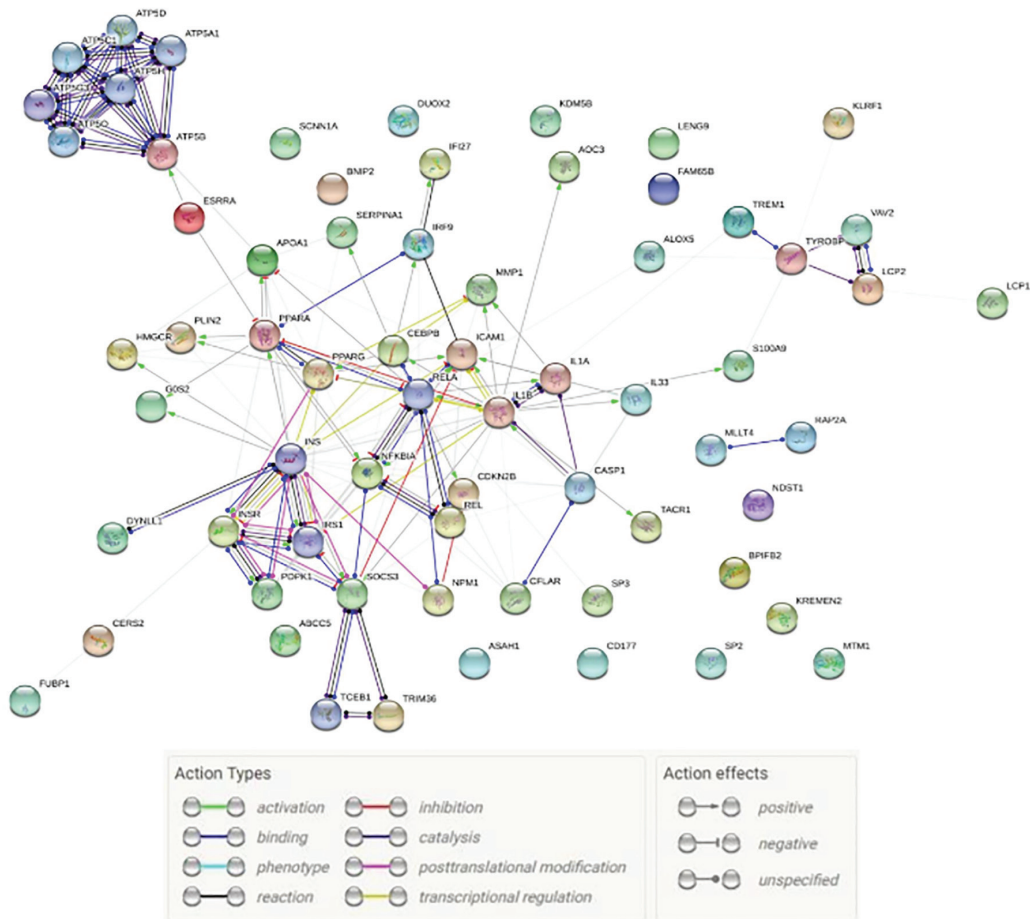 ATP5D
ATP5C1
ATP5A1
ATP5H
ATP5G3
ATP5O
ATP5B
ESRRA
SCNN1A
DUOX2
KDM5B
KLRF1
LENG9
IFI27
AOC3
BNIP2
FAM65B
SERPINA1
IRF9
TREM1
VAV2
APOA1
ALOX5
TYROBP
LCP2
MMP1
LCP1
PPARA
PLIN2
HMGCR
CEBPB
ICAM1
PPARG
IL1A
S100A9
G0S2
RELA
IL1B
IL33
MLLT4
RAP2A
INS
NFKBIA
CDKN2B
CASP1
NDST1
DYNLL1
INSR
IRS1
REL
TACR1
BPIFB2
PDPK1
SOCS3
NPM1
CFLAR
SP3
KREMEN2
CERS2
ABCC5
ASAH1
CD177
SP2
MTM1
FUBP1
TCEB1
TRIM36
Action Types
activation
inhibition
binding
catalysis
phenotype
posttranslational modification
reaction
transcriptional regulation
Action effects
positive
negative
unspecified